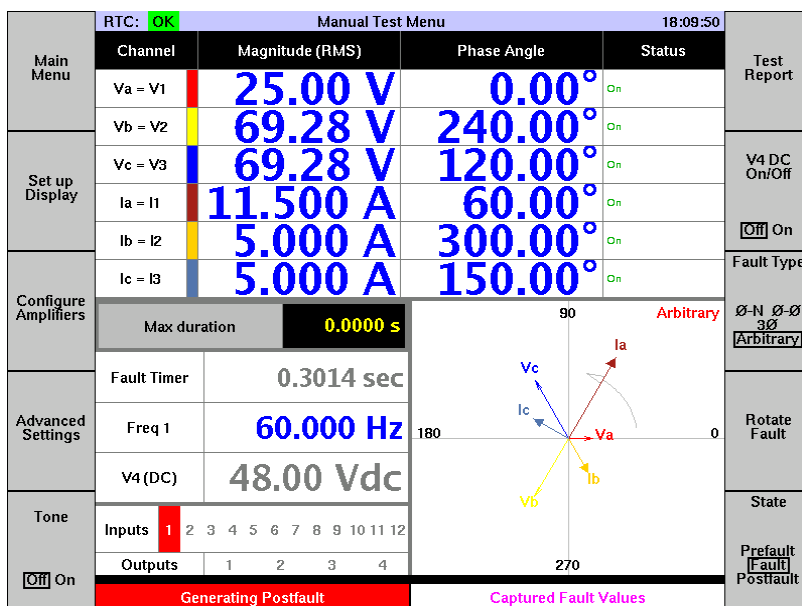 RTC: OK Manual Test Menu 18:09:50
Main Menu
Set up Display
Configure Amplifiers
Advanced Settings
Tone
Off On
Channel Magnitude (RMS) Phase Angle Status
Va = V1 25.00 V 0.00° On
Vb = V2 69.28 V 240.00° On
Vc = V3 69.28 V 120.00° On
Ia = I1 11.500 A 60.00° On
Ib = I2 5.000 A 300.00° On
Ic = I3 5.000 A 150.00° On
Max duration 0.0000 s
Fault Timer 0.3014 sec
Freq 1 60.000 Hz
V4 (DC) 48.00 Vdc
Inputs 1 2 3 4 5 6 7 8 9 10 11 12
Outputs 1 2 3 4
Generating Postfault
90 Arbitrary
Ia
Vc
Ic
180 Va 0
Ib
Vb
270
Captured Fault Values
Test Report
V4 DC On/Off
Off On
Fault Type
Ø-N Ø-Ø
3Ø
Arbitrary
Rotate Fault
State
Prefault
Fault
Postfault